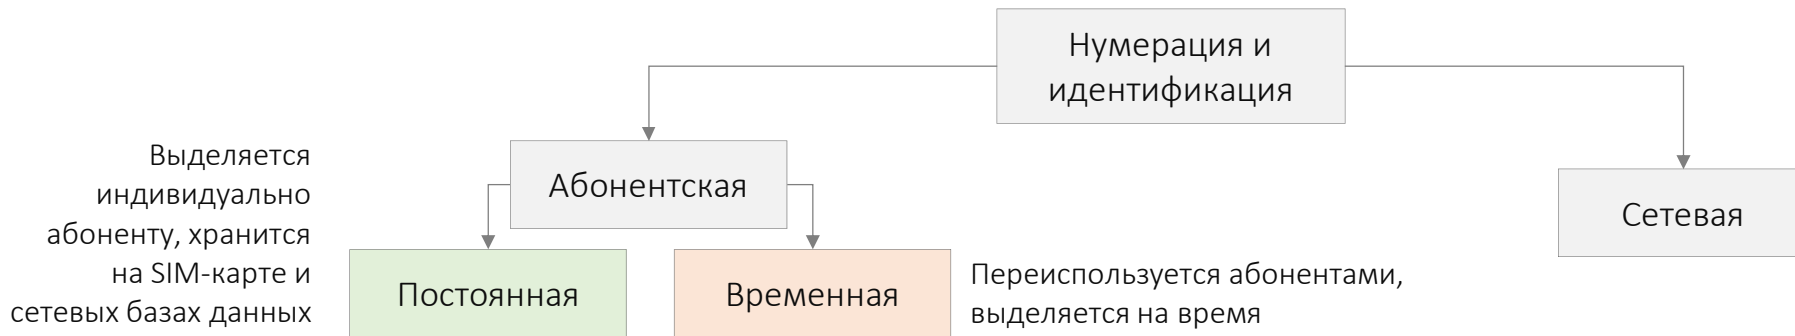 Нумерация и
идентификация
Абонентская
Сетевая
Выделяется
индивидуально
абоненту, хранится
на SIM-карте и
сетевых базах данных
Постоянная
Временная
Переиспользуется абонентами,
выделяется на время